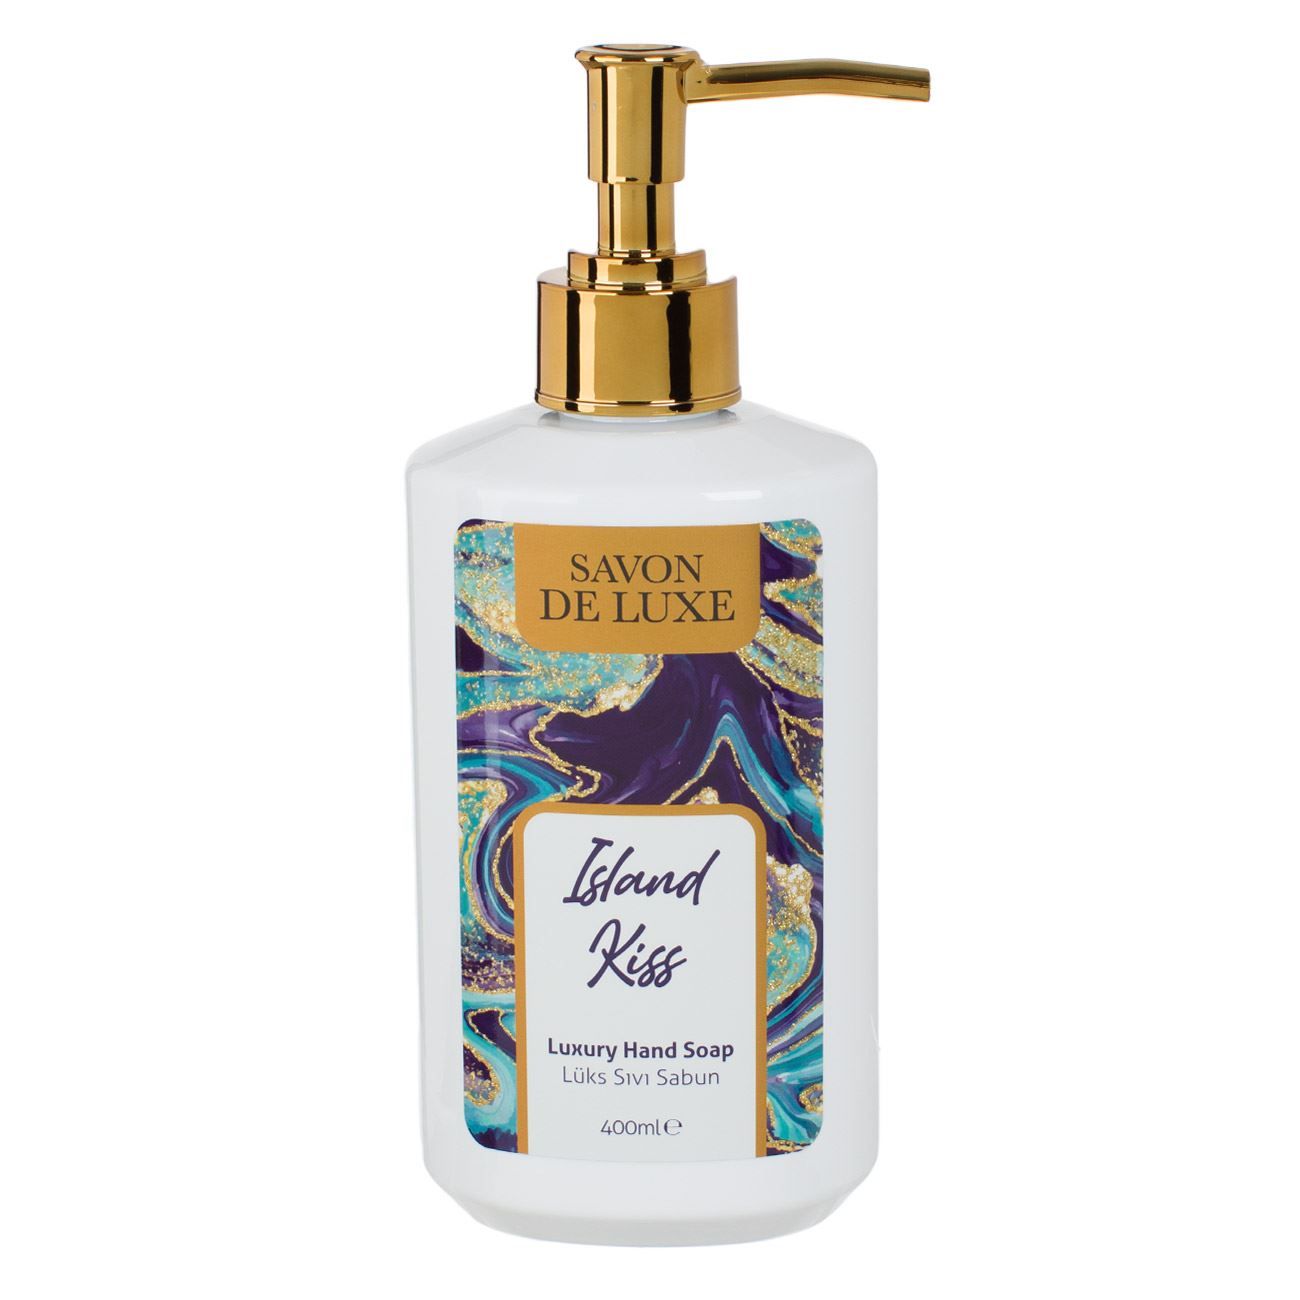 SAVON
DE LUXE
Island
Kiss
Luxury Hand Soap
Lüks Sıvı Sabun
400ml℮